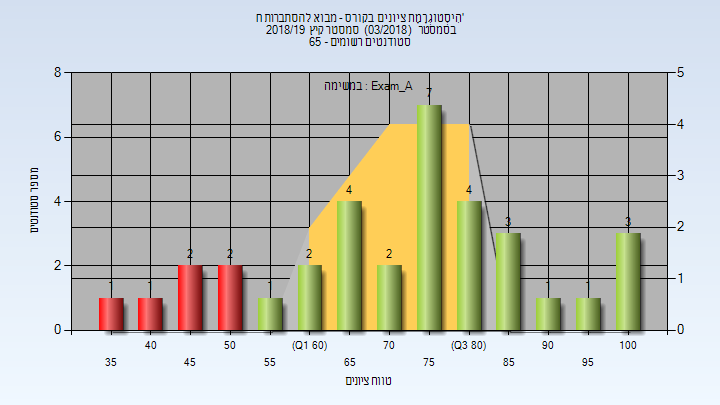 היסטוגרמת ציונים בקורס - מבוא להסתברות ח'
בסמסטר (03/2018) סמסטר קיץ 2018/19
סטודנטים רשומים - 65
במשימה : Exam_A
8
6
4
2
0
5
4
3
2
1
0
מספר סטודנטים
1 1 2 2 1 2 4 2 7 4 3 1 1 3
40 50 (Q1 60) 70 (Q3 80) 90 100
35 45 55 65 75 85 95
טווח ציונים